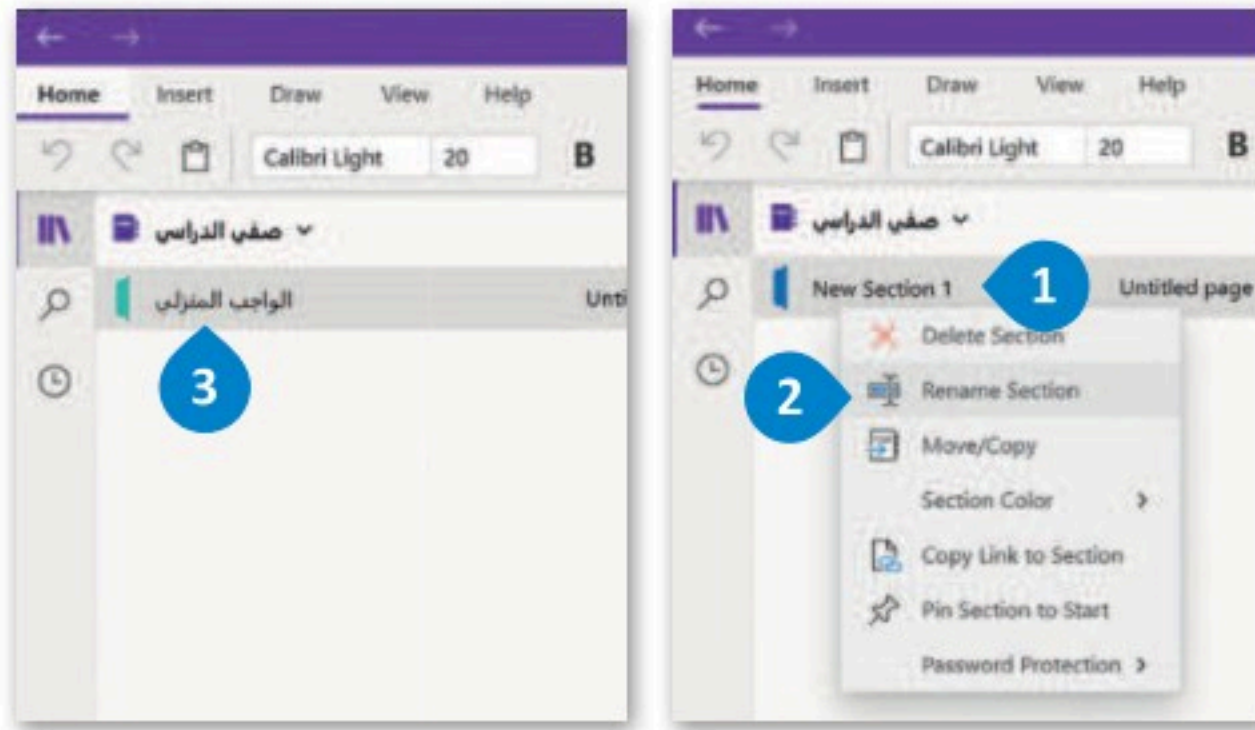 Home Insert Draw View Help
Calibri Light 20 B
صفي الدراسي
الواجب المنزلي Unti
3
Home Insert Draw View Help
Calibri Light 20 B
صفي الدراسي
New Section 1 1 Untitled page
Delete Section
2 Rename Section
Move/Copy
Section Color
Copy Link to Section
Pin Section to Start
Password Protection